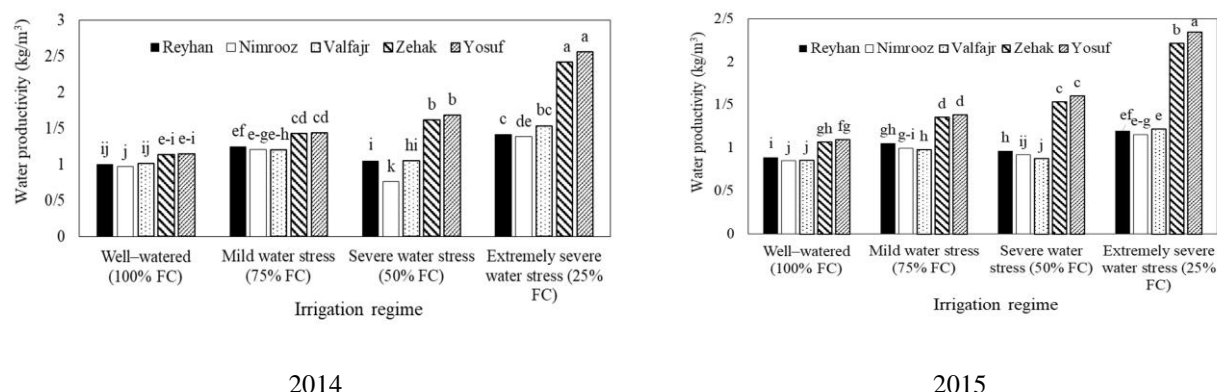 Water productivity (kg/m³)
3
2/5
2
1/5
1
0/5
0
■Reyhan □Nimrooz Valfajr Zehak Yosuf
ij j ij e-i e-i
ef e-g e-h cd cd
i k hi b b
c de bc a a
Well–watered (100% FC)
Mild water stress (75% FC)
Severe water stress (50% FC)
Extremely severe water stress (25% FC)
Irrigation regime
2014
Water productivity (kg/m³)
2/5
2
1/5
1
0/5
0
■Reyhan □Nimrooz Valfajr Zehak Yosuf
i j j gh fg
gh g-i h d d
h ij j c c
ef e-g e b a
Well–watered (100% FC)
Mild water stress (75% FC)
Severe water stress (50% FC)
Extremely severe water stress (25% FC)
Irrigation regime
2015